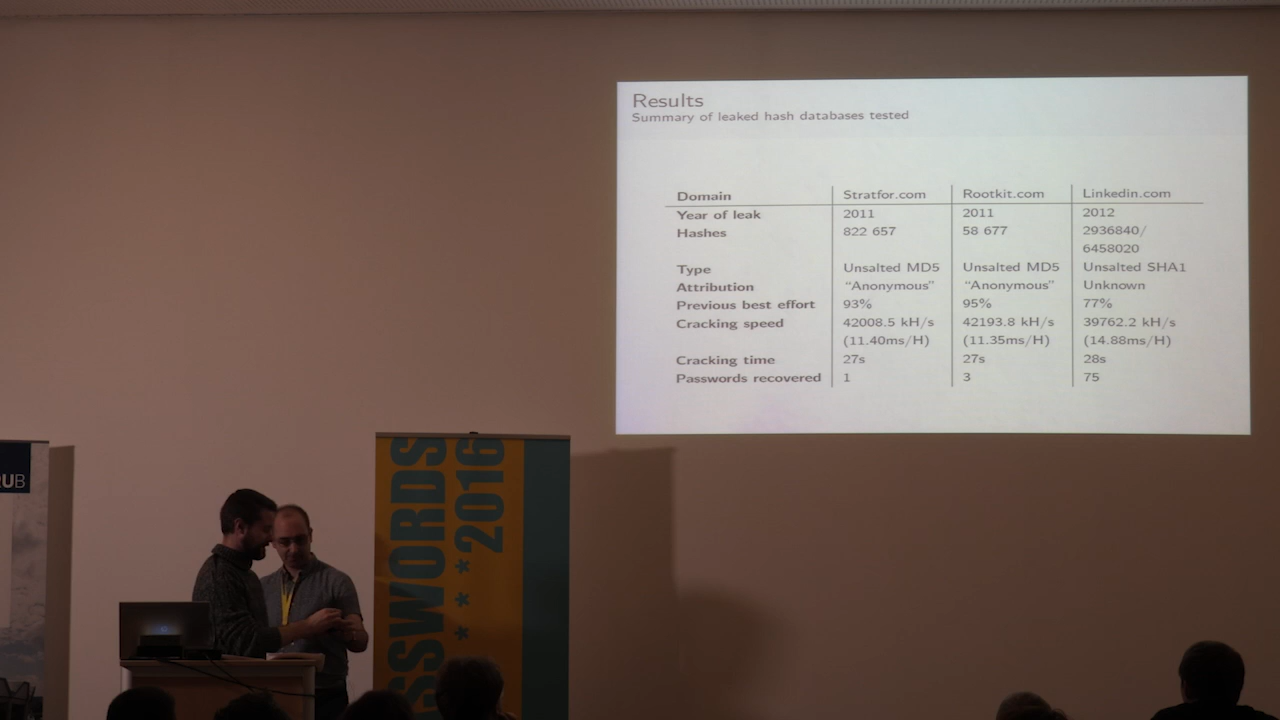 Results
Summary of leaked hash databases tested
Domain Stratfor.com Rootkit.com Linkedin.com
Year of leak 2011 2011 2012
Hashes 822 657 58 677 2936840/
6458020
Type Unsalted MD5 Unsalted MD5 Unsalted SHA1
Attribution “Anonymous” “Anonymous” Unknown
Previous best effort 93% 95% 77%
Cracking speed 42008.5 kH/s 42193.8 kH/s 39762.2 kH/s
(11.40ms/H) (11.35ms/H) (14.88ms/H)
Cracking time 27s 27s 28s
Passwords recovered 1 3 75
SSWORDS
***2016
UB